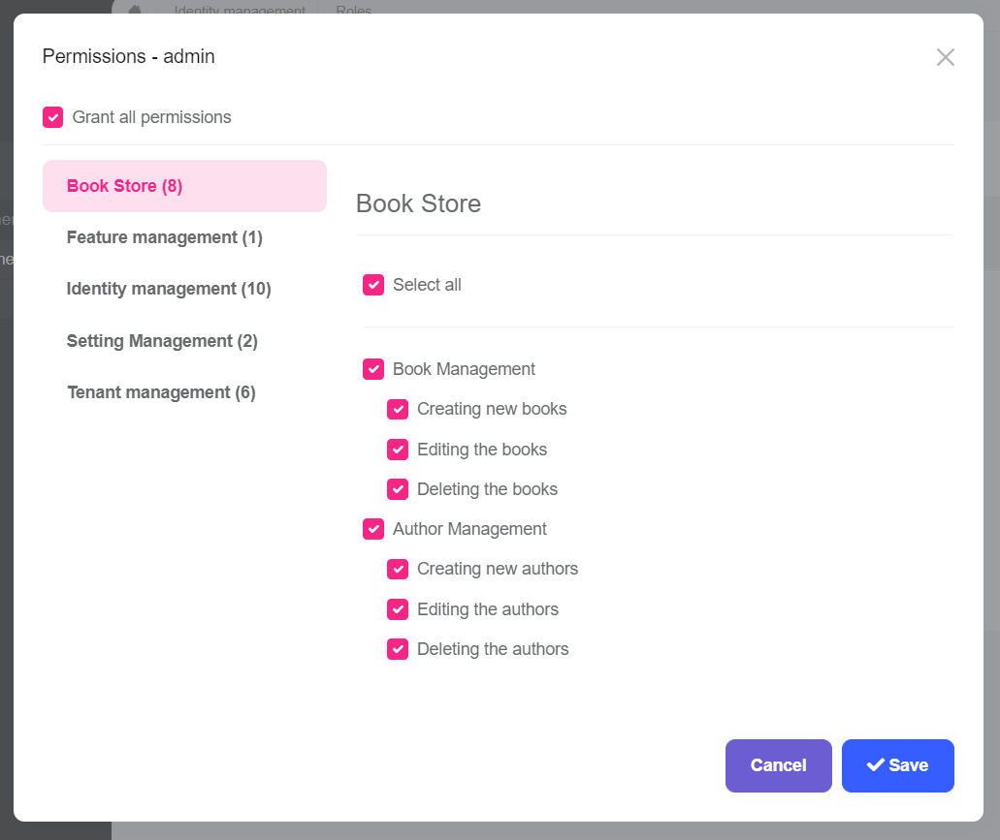 Identity management
Roles
Permissions - admin
Grant all permissions
Book Store (8)
Feature management (1)
Identity management (10)
Setting Management (2)
Tenant management (6)
Book Store
Select all
Book Management
Creating new books
Editing the books
Deleting the books
Author Management
Creating new authors
Editing the authors
Deleting the authors
Cancel
Save